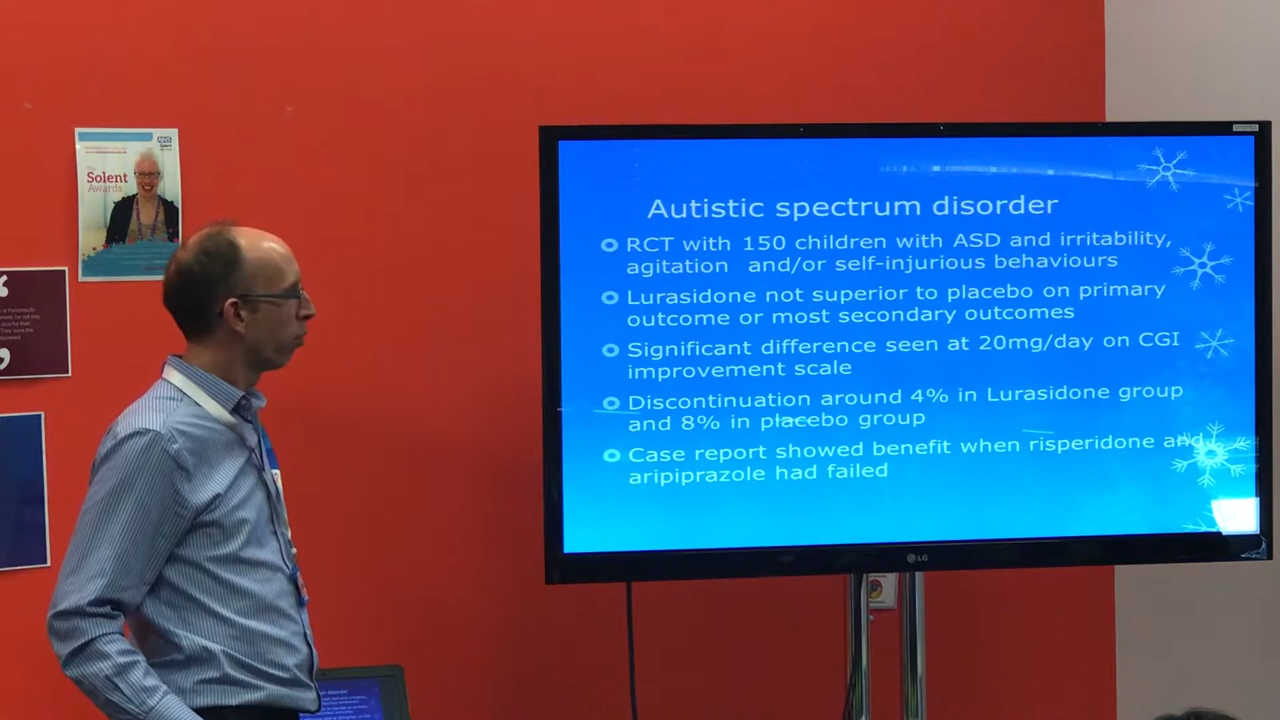 NHS
Solent
The
Solent
Awards
Autistic spectrum disorder
RCT with 150 children with ASD and irritability,
agitation and/or self-injurious behaviours
Lurasidone not superior to placebo on primary
outcome or most secondary outcomes
Significant difference seen at 20mg/day on CGI
improvement scale
Discontinuation around 4% in Lurasidone group
and 8% in placebo group
Case report showed benefit when risperidone and
aripiprazole had failed
LG